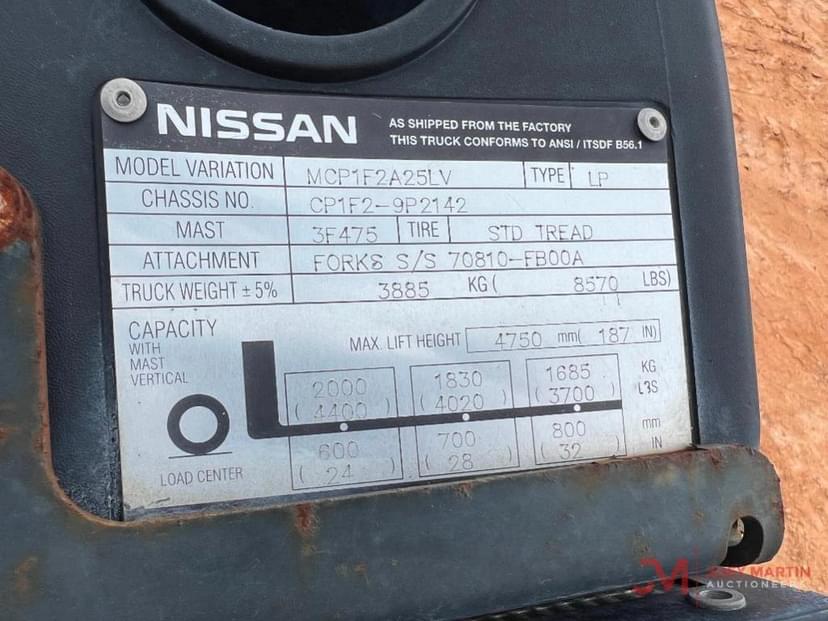 NISSAN
AS SHIPPED FROM THE FACTORY
THIS TRUCK CONFORMS TO ANSI / ITSDF B56.1
MODEL VARIATION MCP1F2A25LV TYPE LP
CHASSIS NO. CP1F2-9P2142
MAST 3F475 TIRE STD TREAD
ATTACHMENT FORKS S/S 70810-FB00A
TRUCK WEIGHT ± 5% 3885 KG ( 8570 LBS)
CAPACITY
WITH
MAST
VERTICAL
MAX. LIFT HEIGHT 4750 mm( 187 IN)
2000 1830 1685 KG
( 4400 ) ( 4020 ) ( 3700 ) LBS
600 700 800 mm
( 24 ) ( 28 ) ( 32 ) IN
LOAD CENTER
MARTIN
AUCTIONEERS